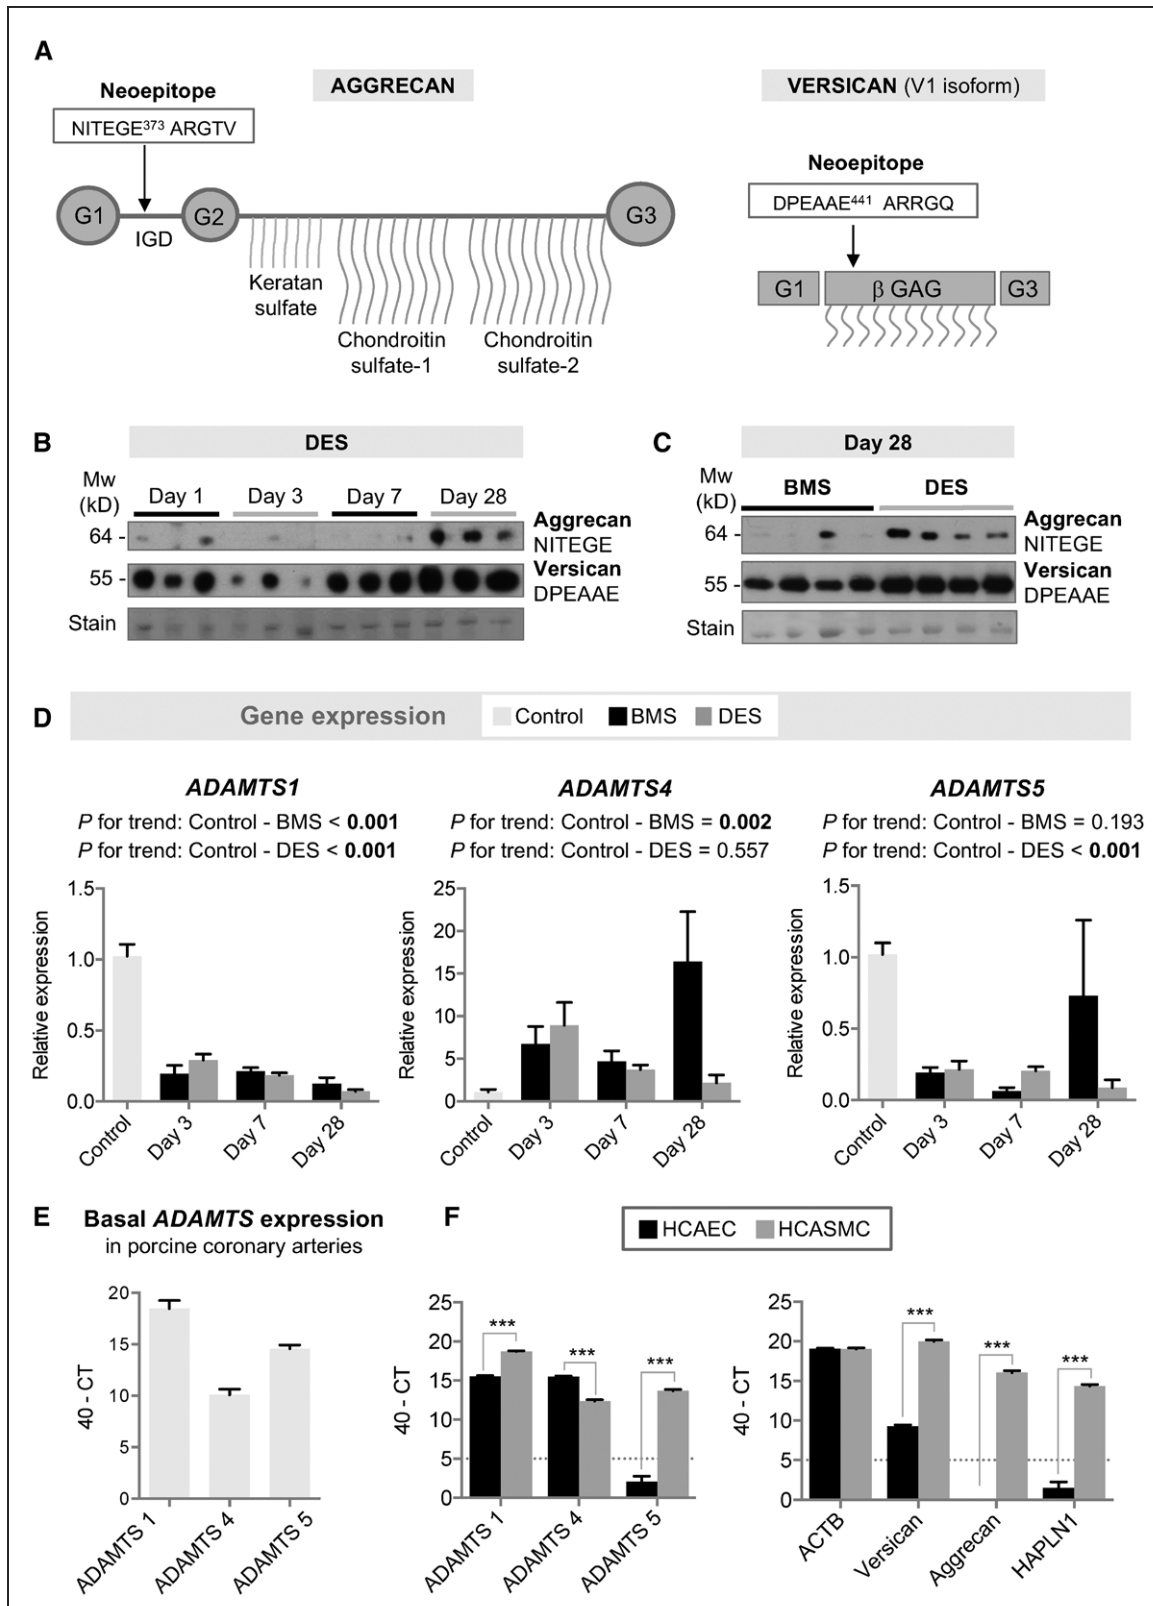 A
Neoepitope
AGGRECAN
VERSICAN (V1 isoform)
NITEGE³⁷³ ARGTV
Neoepitope
DPEAAE⁴⁴¹ ARRGQ
G1
G2
G3
IGD
Keratan
sulfate
Chondroitin
sulfate-1
Chondroitin
sulfate-2
G1
β GAG
G3
B
DES
Mw
(kD)
Day 1
Day 3
Day 7
Day 28
64 -
Aggrecan
NITEGE
55 -
Versican
DPEAAE
Stain
C
Day 28
Mw
(kD)
BMS
DES
64 -
Aggrecan
NITEGE
55 -
Versican
DPEAAE
Stain
D
Gene expression
Control
BMS
DES
ADAMTS1
P for trend: Control - BMS < 0.001
P for trend: Control - DES < 0.001
Relative expression
1.5
1.0
0.5
0.0
Control
Day 3
Day 7
Day 28
ADAMTS4
P for trend: Control - BMS = 0.002
P for trend: Control - DES = 0.557
Relative expression
25
20
15
10
5
0
Control
Day 3
Day 7
Day 28
ADAMTS5
P for trend: Control - BMS = 0.193
P for trend: Control - DES < 0.001
Relative expression
1.5
1.0
0.5
0.0
Control
Day 3
Day 7
Day 28
E
Basal ADAMTS expression
in porcine coronary arteries
40 - CT
20
15
10
5
0
ADAMTS 1
ADAMTS 4
ADAMTS 5
F
HCAEC
HCASMC
40 - CT
25
20
15
10
5
0
***
***
***
ADAMTS 1
ADAMTS 4
ADAMTS 5
40 - CT
25
20
15
10
5
0
***
***
***
ACTB
Versican
Aggrecan
HAPLN1